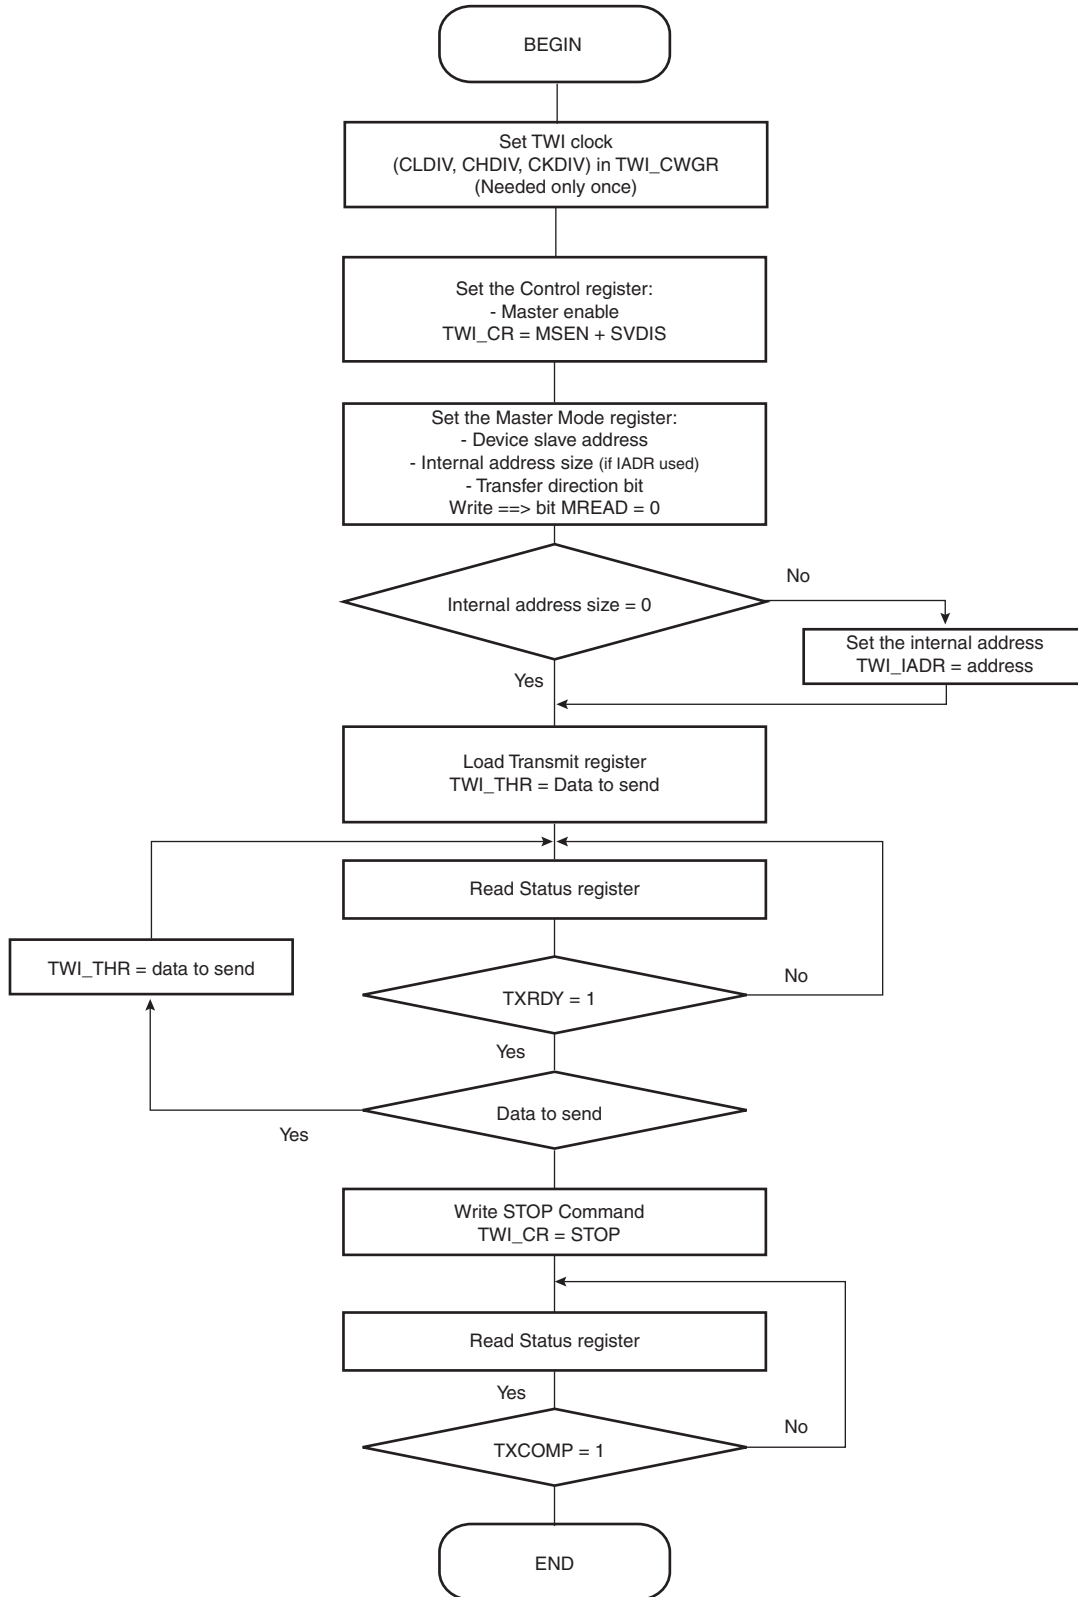 BEGIN
Set TWI clock
(CLDIV, CHDIV, CKDIV) in TWI_CWGR
(Needed only once)
Set the Control register:
- Master enable
TWI_CR = MSEN + SVDIS
Set the Master Mode register:
- Device slave address
- Internal address size (if IADR used)
- Transfer direction bit
Write ==> bit MREAD = 0
No
Internal address size = 0
Set the internal address
TWI_IADR = address
Yes
Load Transmit register
TWI_THR = Data to send
Read Status register
TWI_THR = data to send
No
TXRDY = 1
Yes
Data to send
Yes
Write STOP Command
TWI_CR = STOP
Read Status register
Yes
No
TXCOMP = 1
END